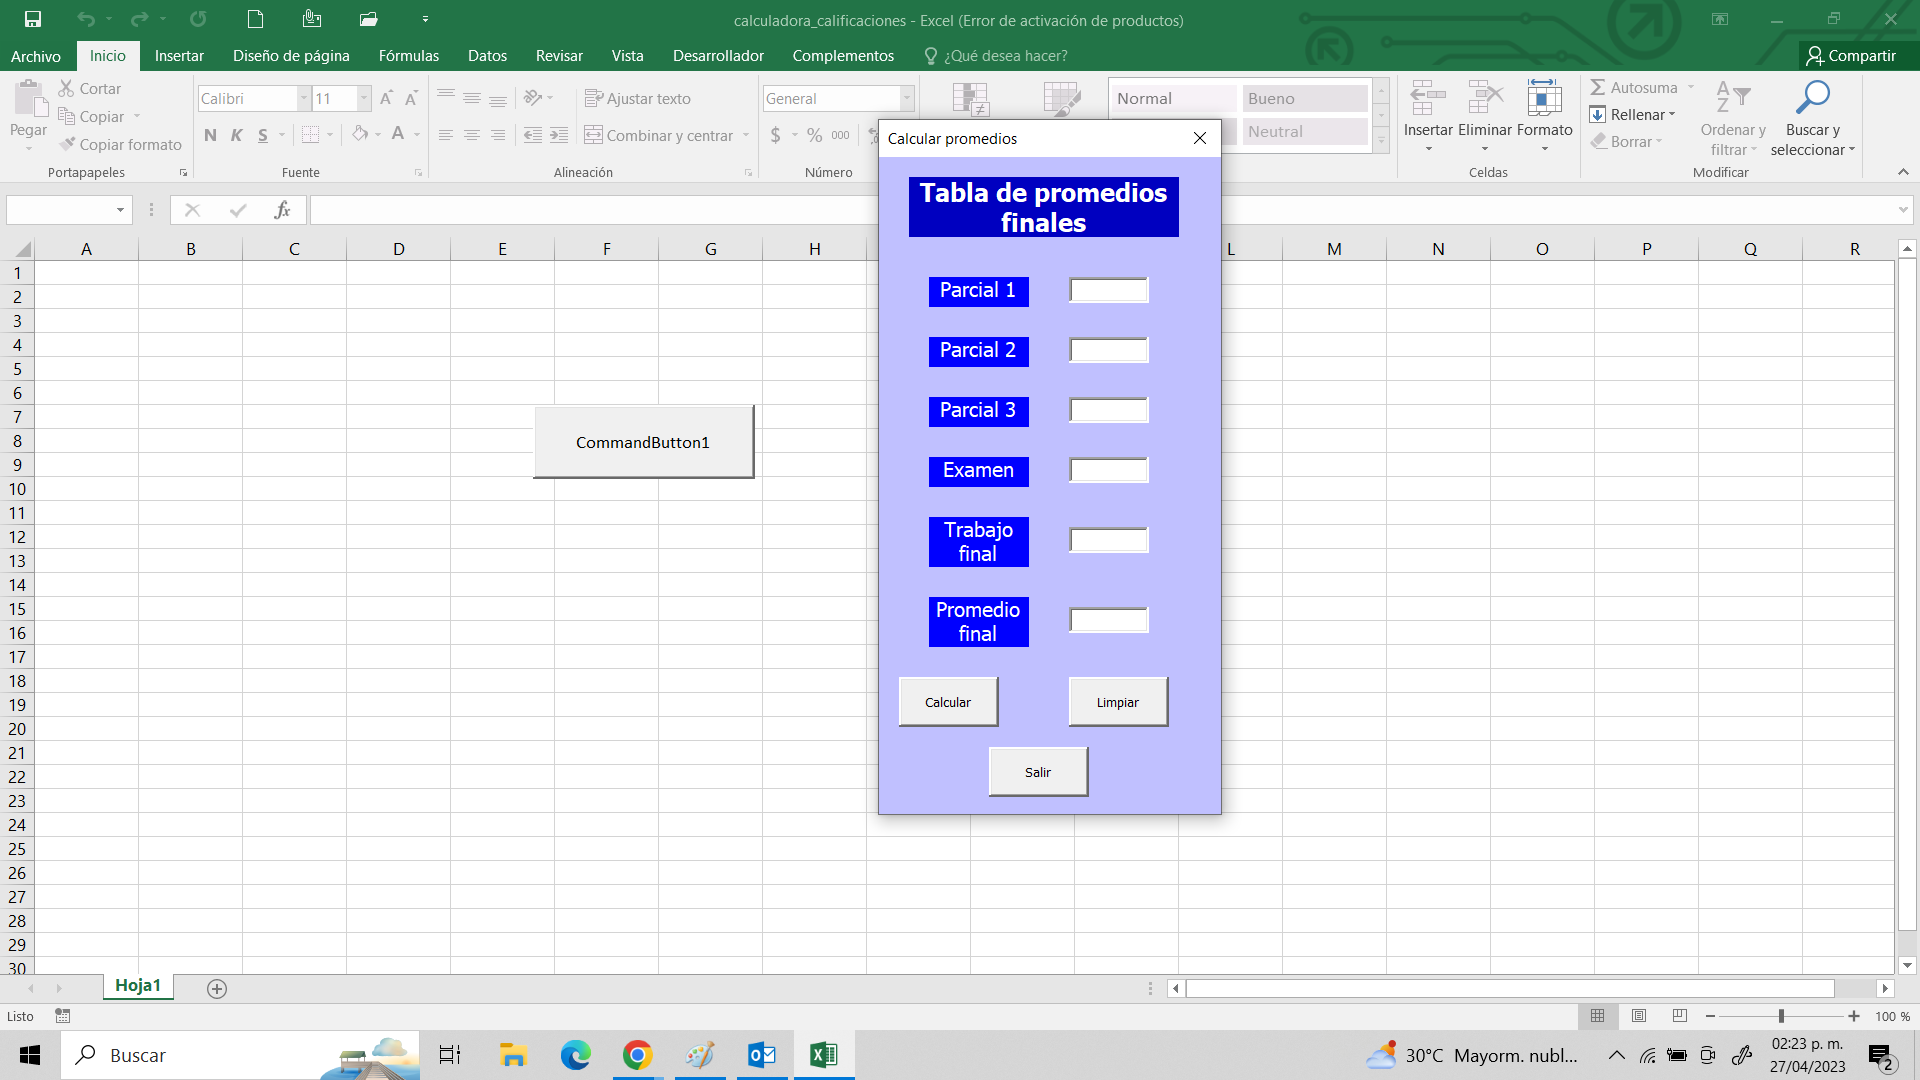 calculadora_calificaciones - Excel (Error de activación de productos)
Archivo Inicio Insertar Diseño de página Fórmulas Datos Revisar Vista Desarrollador Complementos ¿Qué desea hacer? Compartir
Pegar
Cortar
Copiar
Copiar formato
Portapapeles
Calibri 11
N K S A
Fuente
Ajustar texto
Combinar y centrar
Alineación
General
$ % 000
Número
Normal Bueno
Neutral
Insertar Eliminar Formato
Celdas
Autosuma
Rellenar
Borrar
Ordenar y
filtrar
Buscar y
seleccionar
Modificar
fx
A B C D E F G H L M N O P Q R
1
2
3
4
5
6
7
8
9
10
11
12
13
14
15
16
17
18
19
20
21
22
23
24
25
26
27
28
29
30
CommandButton1
Calcular promedios
Tabla de promedios
finales
Parcial 1
Parcial 2
Parcial 3
Examen
Trabajo
final
Promedio
final
Calcular Limpiar
Salir
Hoja1
Listo 100 %
Buscar
30°C Mayorm. nubl...
02:23 p. m.
27/04/2023
2